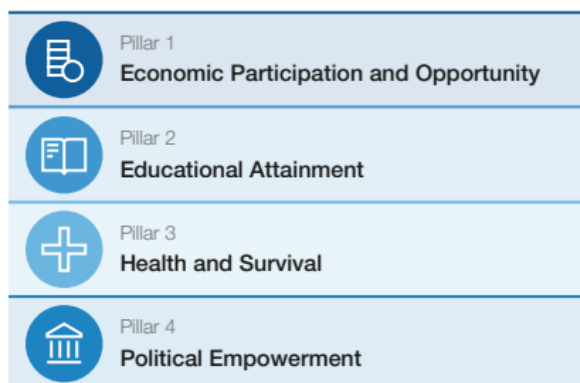 Pillar 1
Economic Participation and Opportunity
Pillar 2
Educational Attainment
Pillar 3
Health and Survival
Pillar 4
Political Empowerment